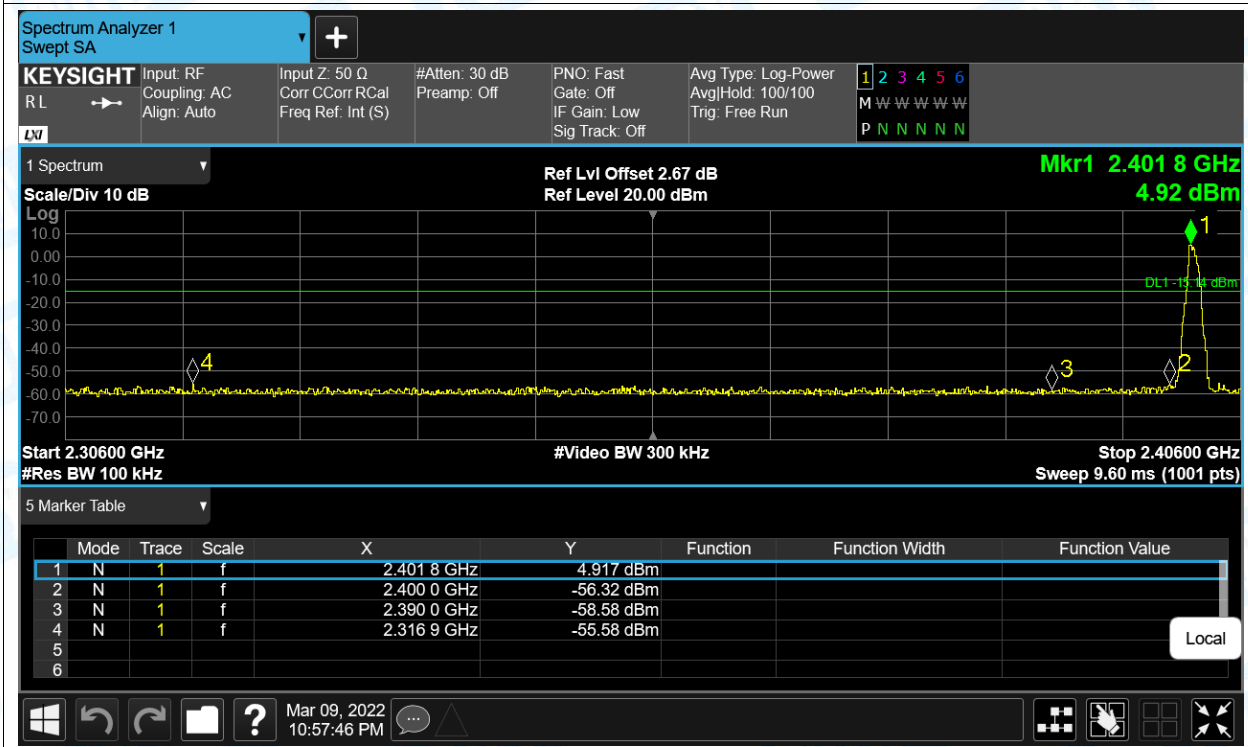 Spectrum Analyzer 1
Swept SA
KEYSIGHT
RL
LXI
Input: RF
Coupling: AC
Align: Auto
Input Z: 50 Ω
Corr CCorr RCal
Freq Ref: Int (S)
#Atten: 30 dB
Preamp: Off
PNO: Fast
Gate: Off
IF Gain: Low
Sig Track: Off
Avg Type: Log-Power
Avg|Hold: 100/100
Trig: Free Run
1 2 3 4 5 6
M W W W W W
P N N N N N
1 Spectrum
Scale/Div 10 dB
Ref Lvl Offset 2.67 dB
Ref Level 20.00 dBm
Mkr1 2.401 8 GHz
4.92 dBm
Log
10.0
0.00
-10.0
-20.0
-30.0
-40.0
-50.0
-60.0
-70.0
1
DL1 -15.14 dBm
4
3
2
Start 2.30600 GHz
#Video BW 300 kHz
Stop 2.40600 GHz
#Res BW 100 kHz
Sweep 9.60 ms (1001 pts)
5 Marker Table
Mode Trace Scale X Y Function Function Width Function Value
1 N 1 f 2.401 8 GHz 4.917 dBm
2 N 1 f 2.400 0 GHz -56.32 dBm
3 N 1 f 2.390 0 GHz -58.58 dBm
4 N 1 f 2.316 9 GHz -55.58 dBm
5
6
Local
?
Mar 09, 2022
10:57:46 PM